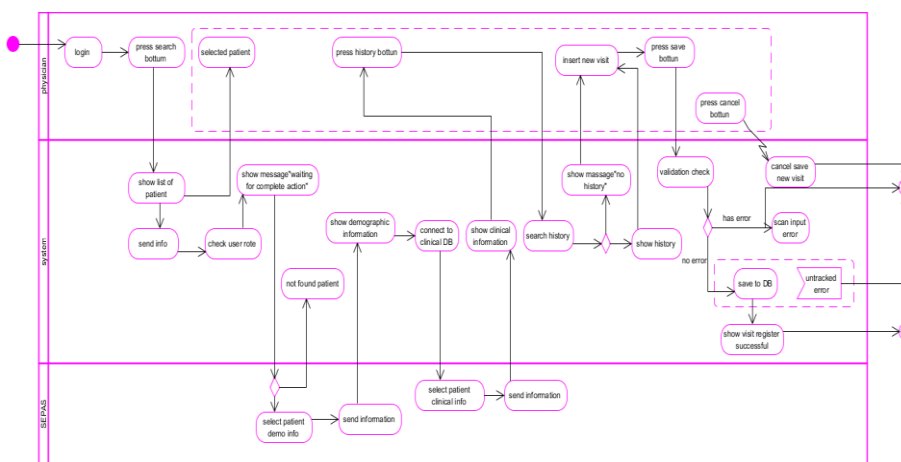 physician
login
press search
bottum
selected patient
press history bottun
insert new visit
press save
bottun
press cancel
bottun
system
show list of
patient
send info
check user rote
show message"waiting
for complete action"
not found patient
show demographic
information
connect to
clinical DB
show clinical
information
search history
show massage"no
history"
show history
validation check
has error
no error
cancel save
new visit
scan input
error
save to DB
untracked
error
show visit register
successful
SEPAS
select patient
demo info
send information
select patient
clinical info
send information